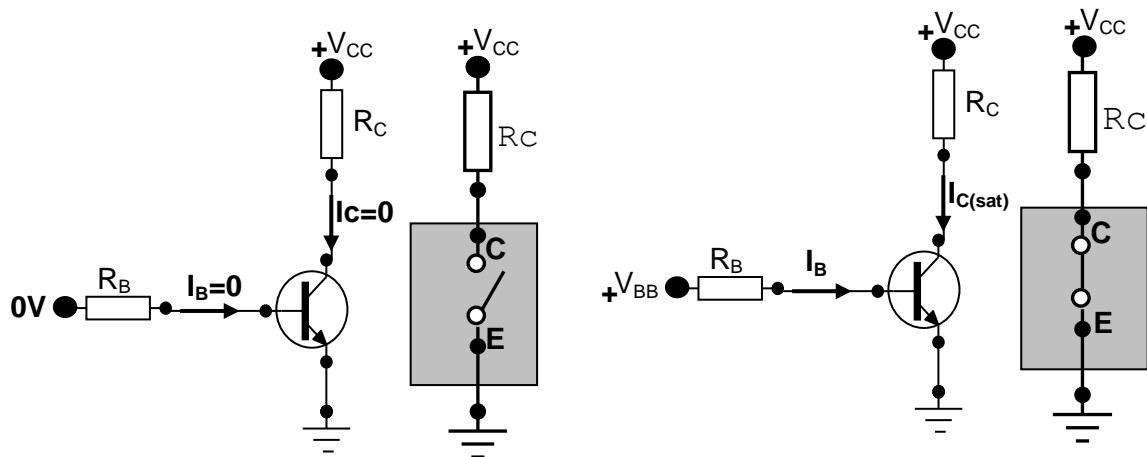 +VCC
RC
Ic=0
0V
RB
IB=0
+VCC
Rc
C
E
+VCC
RC
IC(sat)
+VBB
RB
IB
+VCC
Rc
C
E